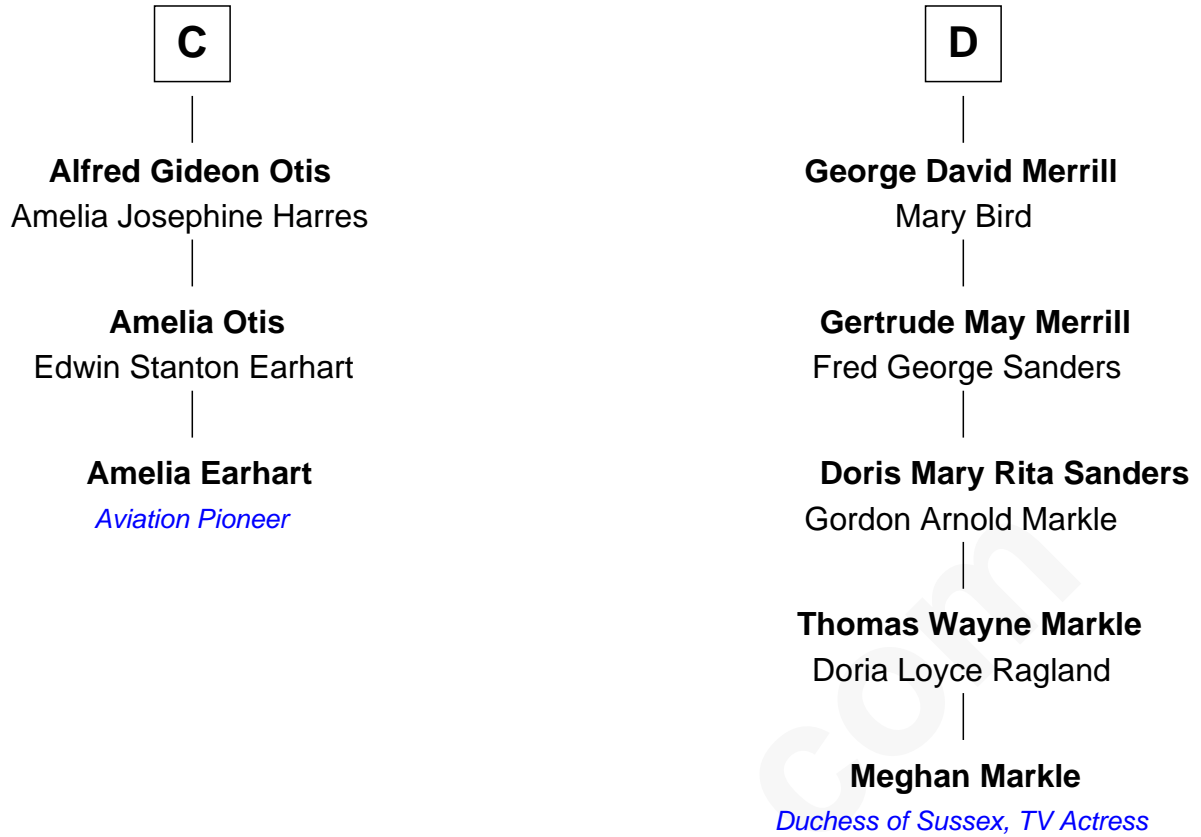 C
Alfred Gideon Otis
Amelia Josephine Harres
Amelia Otis
Edwin Stanton Earhart
Amelia Earhart
Aviation Pioneer
D
George David Merrill
Mary Bird
Gertrude May Merrill
Fred George Sanders
Doris Mary Rita Sanders
Gordon Arnold Markle
Thomas Wayne Markle
Doria Loyce Ragland
Meghan Markle
Duchess of Sussex, TV Actress
com